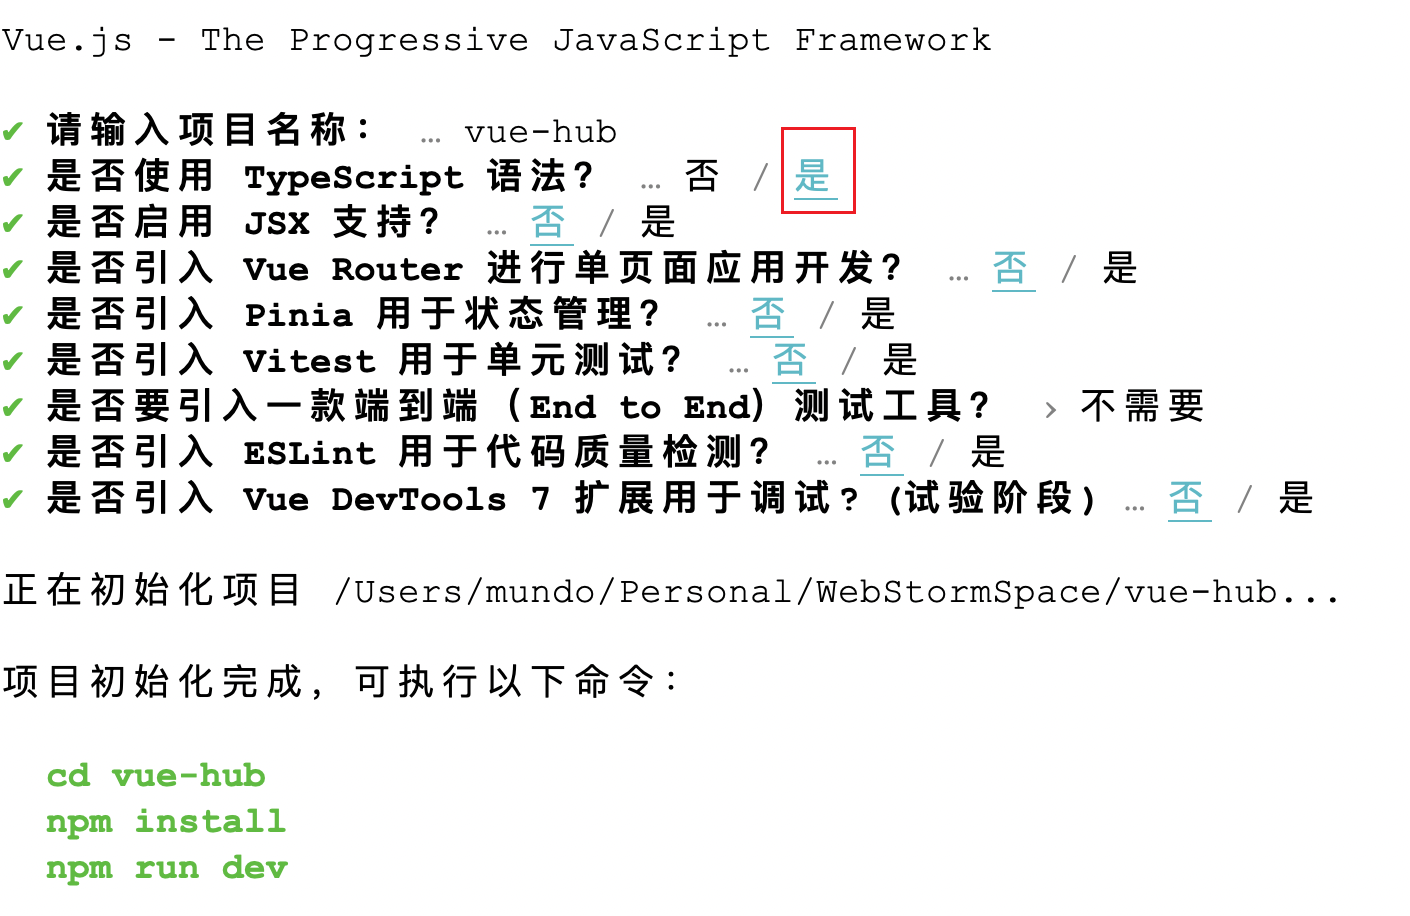 Vue.js - The Progressive JavaScript Framework
✔ 请输入项目名称： … vue-hub
✔ 是否使用 TypeScript 语法？ … 否 / 是
✔ 是否启用 JSX 支持？ … 否 / 是
✔ 是否引入 Vue Router 进行单页面应用开发？ … 否 / 是
✔ 是否引入 Pinia 用于状态管理？ … 否 / 是
✔ 是否引入 Vitest 用于单元测试？ … 否 / 是
✔ 是否要引入一款端到端（End to End）测试工具？ › 不需要
✔ 是否引入 ESLint 用于代码质量检测？ … 否 / 是
✔ 是否引入 Vue DevTools 7 扩展用于调试? (试验阶段) … 否 / 是
正在初始化项目 /Users/mundo/Personal/WebStormSpace/vue-hub...
项目初始化完成，可执行以下命令：
cd vue-hub
npm install
npm run dev